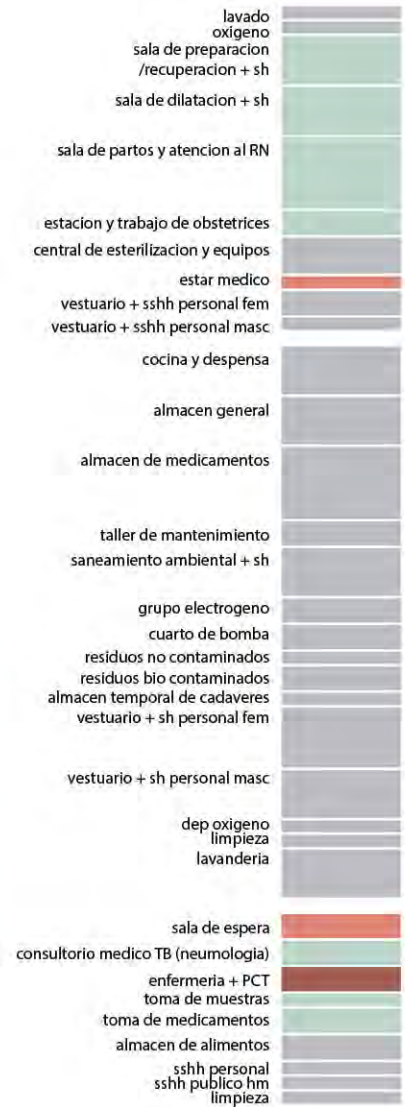 lavado
oxigeno
sala de preparacion
/recuperacion + sh
sala de dilatacion + sh
sala de partos y atencion al RN
estacion y trabajo de obstetrices
central de esterilizacion y equipos
estar medico
vestuario + sshh personal fem
vestuario + sshh personal masc
cocina y despensa
almacen general
almacen de medicamentos
taller de mantenimiento
saneamiento ambiental + sh
grupo electrogeno
cuarto de bomba
residuos no contaminados
residuos bio contaminados
almacen temporal de cadaveres
vestuario + sh personal fem
vestuario + sh personal masc
dep oxigeno
limpieza
lavanderia
sala de espera
consultorio medico TB (neumologia)
enfermeria + PCT
toma de muestras
toma de medicamentos
almacen de alimentos
sshh personal
sshh publico hm
limpieza